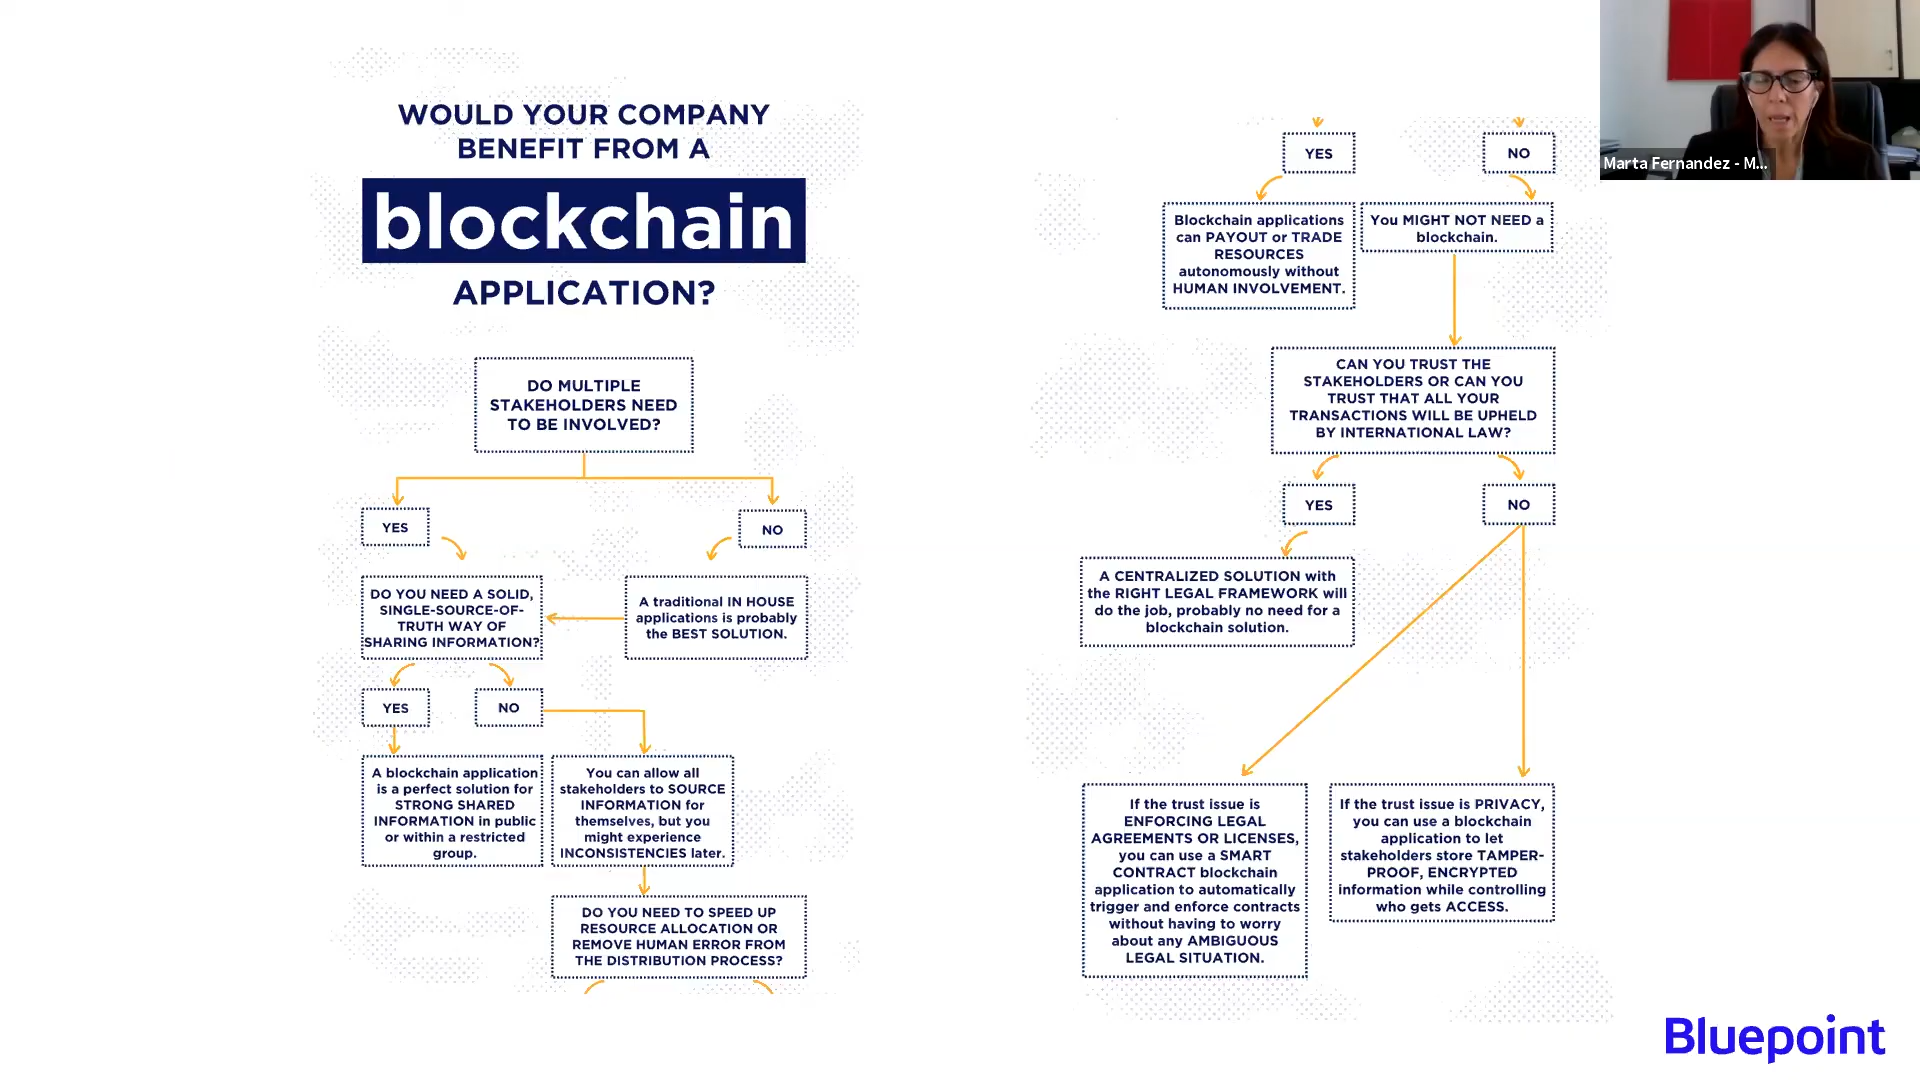 WOULD YOUR COMPANY
BENEFIT FROM A
blockchain
APPLICATION?
DO MULTIPLE
STAKEHOLDERS NEED
TO BE INVOLVED?
YES
NO
DO YOU NEED A SOLID,
SINGLE-SOURCE-OF-
TRUTH WAY OF
SHARING INFORMATION?
A traditional IN HOUSE
applications is probably
the BEST SOLUTION.
YES
NO
A blockchain application
is a perfect solution for
STRONG SHARED
INFORMATION in public
or within a restricted
group.
You can allow all
stakeholders to SOURCE
INFORMATION for
themselves, but you
might experience
INCONSISTENCIES later.
DO YOU NEED TO SPEED UP
RESOURCE ALLOCATION OR
REMOVE HUMAN ERROR FROM
THE DISTRIBUTION PROCESS?
YES
NO
Blockchain applications
can PAYOUT or TRADE
RESOURCES
autonomously without
HUMAN INVOLVEMENT.
You MIGHT NOT NEED a
blockchain.
CAN YOU TRUST THE
STAKEHOLDERS OR CAN YOU
TRUST THAT ALL YOUR
TRANSACTIONS WILL BE UPHELD
BY INTERNATIONAL LAW?
YES
NO
A CENTRALIZED SOLUTION with
the RIGHT LEGAL FRAMEWORK will
do the job, probably no need for a
blockchain solution.
If the trust issue is
ENFORCING LEGAL
AGREEMENTS OR LICENSES,
you can use a SMART
CONTRACT blockchain
application to automatically
trigger and enforce contracts
without having to worry
about any AMBIGUOUS
LEGAL SITUATION.
If the trust issue is PRIVACY,
you can use a blockchain
application to let
stakeholders store TAMPER-
PROOF, ENCRYPTED
information while controlling
who gets ACCESS.
Marta Fernandez - M...
Bluepoint